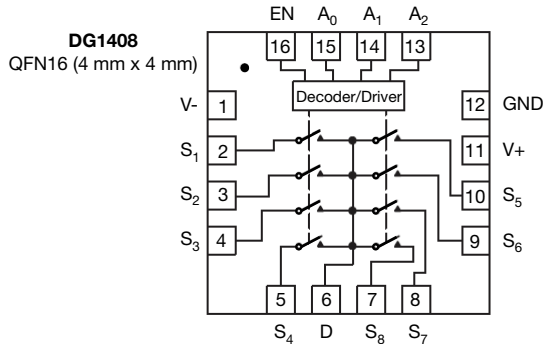 DG1408
QFN16 (4 mm x 4 mm)
EN A₀ A₁ A₂
16 15 14 13
Decoder/Driver
V- 1
12 GND
S₁ 2
11 V+
S₂ 3
10 S₅
S₃ 4
9 S₆
5 6 7 8
S₄ D S₈ S₇